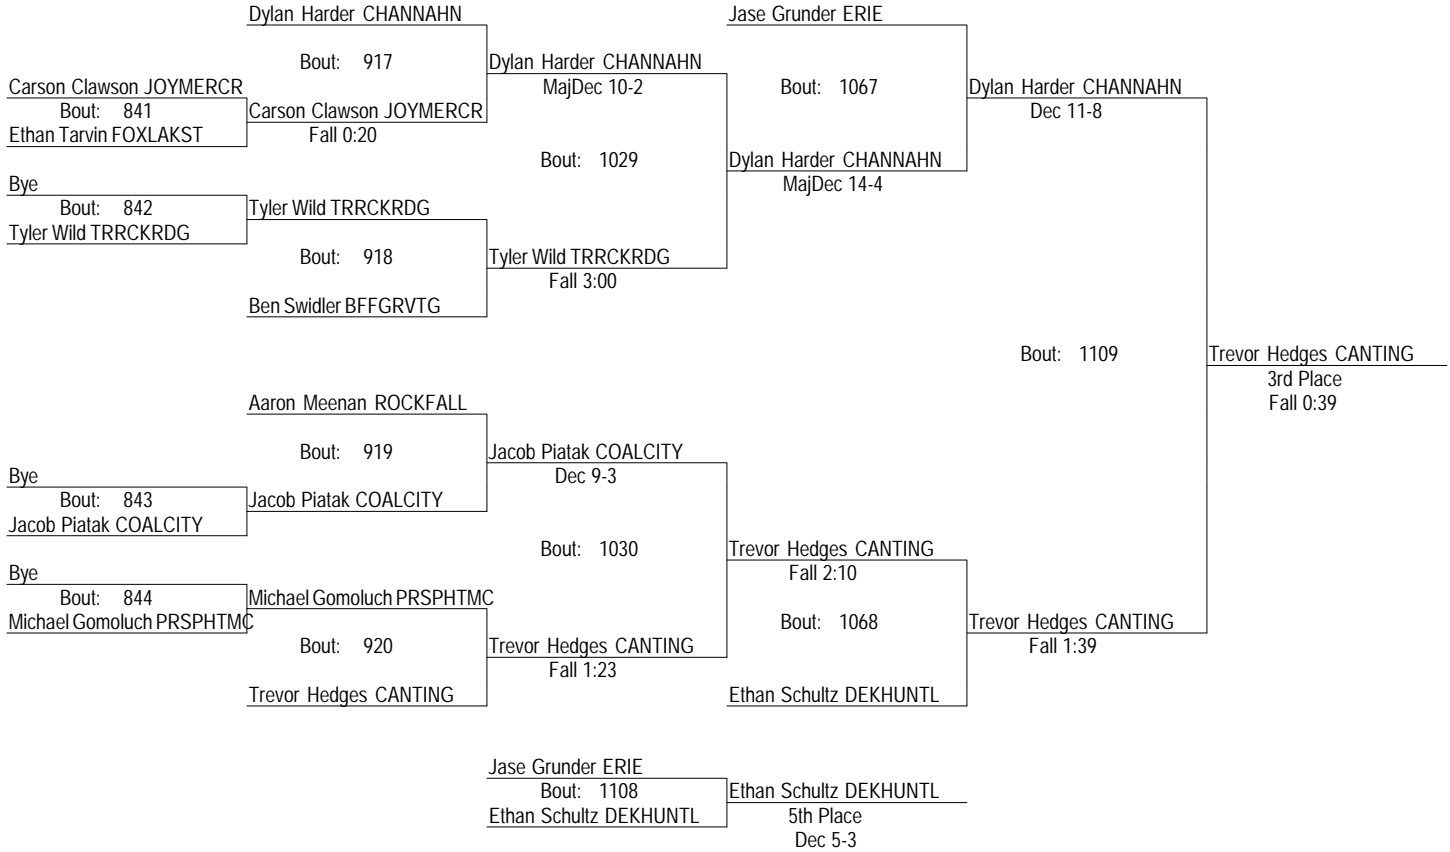 Dylan Harder CHANNAHN
Jase Grunder ERIE
Bout: 917
Dylan Harder CHANNAHN
MajDec 10-2
Carson Clawson JOYMERCR
Bout: 841
Ethan Tarvin FOXLAKST
Carson Clawson JOYMERCR
Fall 0:20
Bout: 1067
Dylan Harder CHANNAHN
Dec 11-8
Bout: 1029
Dylan Harder CHANNAHN
MajDec 14-4
Bye
Bout: 842
Tyler Wild TRRCKRDG
Tyler Wild TRRCKRDG
Bout: 918
Tyler Wild TRRCKRDG
Fall 3:00
Ben Swidler BFFGRVTG
Bout: 1109
Trevor Hedges CANTING
3rd Place
Fall 0:39
Aaron Meenan ROCKFALL
Bout: 919
Jacob Piatak COALCITY
Dec 9-3
Bye
Bout: 843
Jacob Piatak COALCITY
Jacob Piatak COALCITY
Bout: 1030
Trevor Hedges CANTING
Fall 2:10
Bye
Bout: 844
Michael Gomoluch PRSPHTMC
Michael Gomoluch PRSPHTMC
Bout: 1068
Trevor Hedges CANTING
Fall 1:39
Bout: 920
Trevor Hedges CANTING
Fall 1:23
Trevor Hedges CANTING
Ethan Schultz DEKHUNTL
Jase Grunder ERIE
Bout: 1108
Ethan Schultz DEKHUNTL
Ethan Schultz DEKHUNTL
5th Place
Dec 5-3